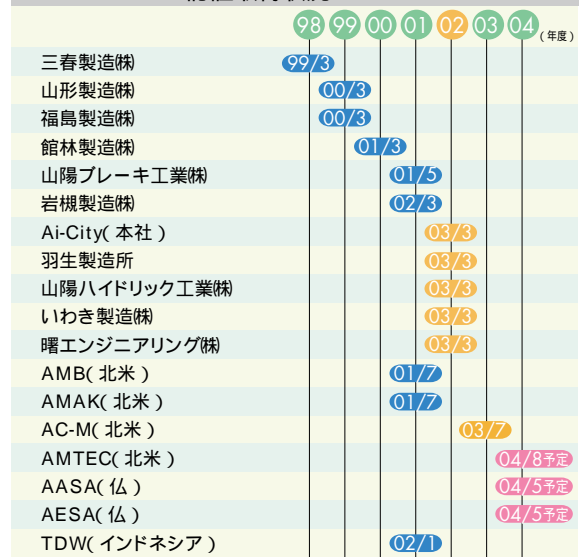 98 99 00 01 02 03 04 (年度)
三春製造㈱ 99/3
山形製造㈱ 00/3
福島製造㈱ 00/3
館林製造㈱ 01/3
山陽ブレーキ工業㈱ 01/5
岩槻製造㈱ 02/3
Ai-City(本社) 03/3
羽生製造所 03/3
山陽ハイドリック工業㈱ 03/3
いわき製造㈱ 03/3
曙エンジニアリング㈱ 03/3
AMB(北米) 01/7
AMAK(北米) 01/7
AC-M(北米) 03/7
AMTEC(北米) 04/8予定
AASA(仏) 04/5予定
AESA(仏) 04/5予定
TDW(インドネシア) 02/1